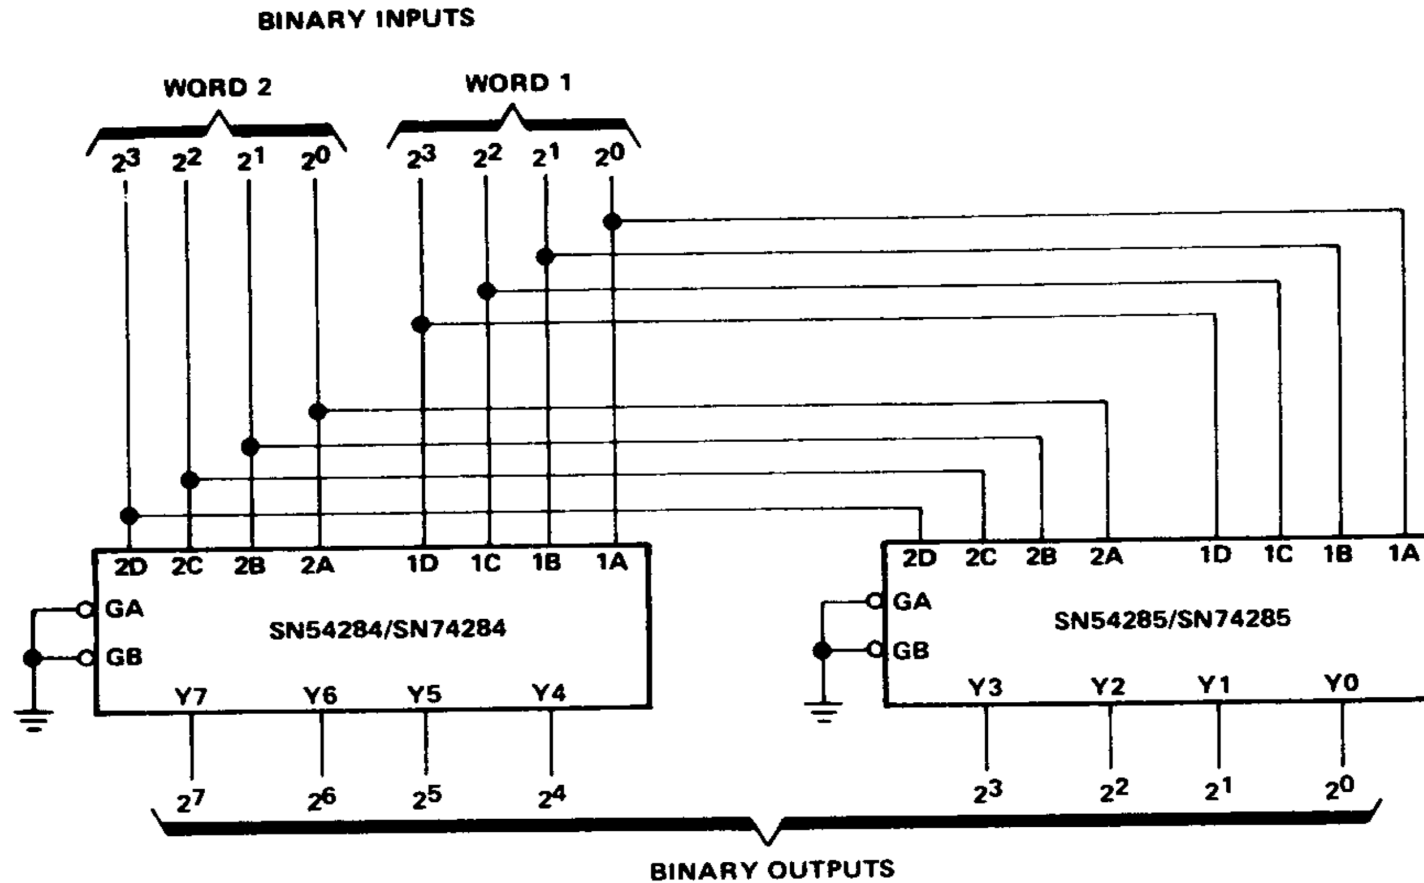 BINARY INPUTS
WORD 2 WORD 1
2³ 2² 2¹ 2⁰ 2³ 2² 2¹ 2⁰
2D 2C 2B 2A 1D 1C 1B 1A 2D 2C 2B 2A 1D 1C 1B 1A
GA GA
SN54284/SN74284 SN54285/SN74285
GB GB
Y7 Y6 Y5 Y4 Y3 Y2 Y1 Y0
2⁷ 2⁶ 2⁵ 2⁴ 2³ 2² 2¹ 2⁰
BINARY OUTPUTS